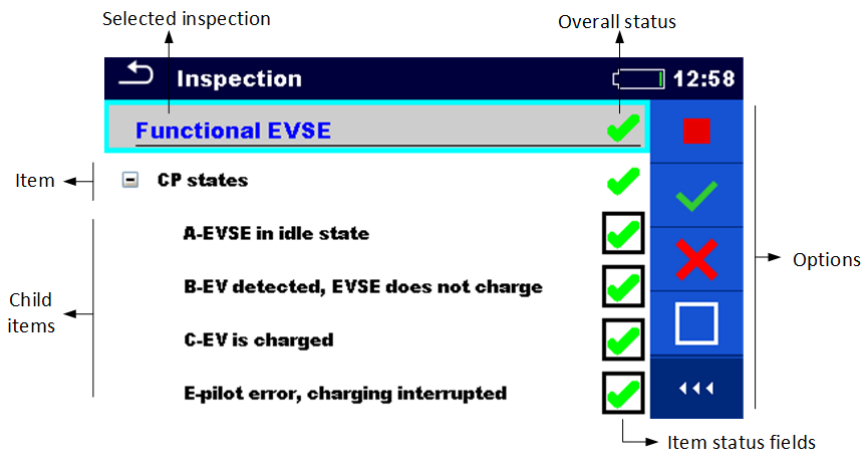 Selected inspection
Overall status
Inspection
12:58
Functional EVSE
Item
CP states
A-EVSE in idle state
Options
B-EV detected, EVSE does not charge
Child
items
C-EV is charged
E-pilot error, charging interrupted
Item status fields